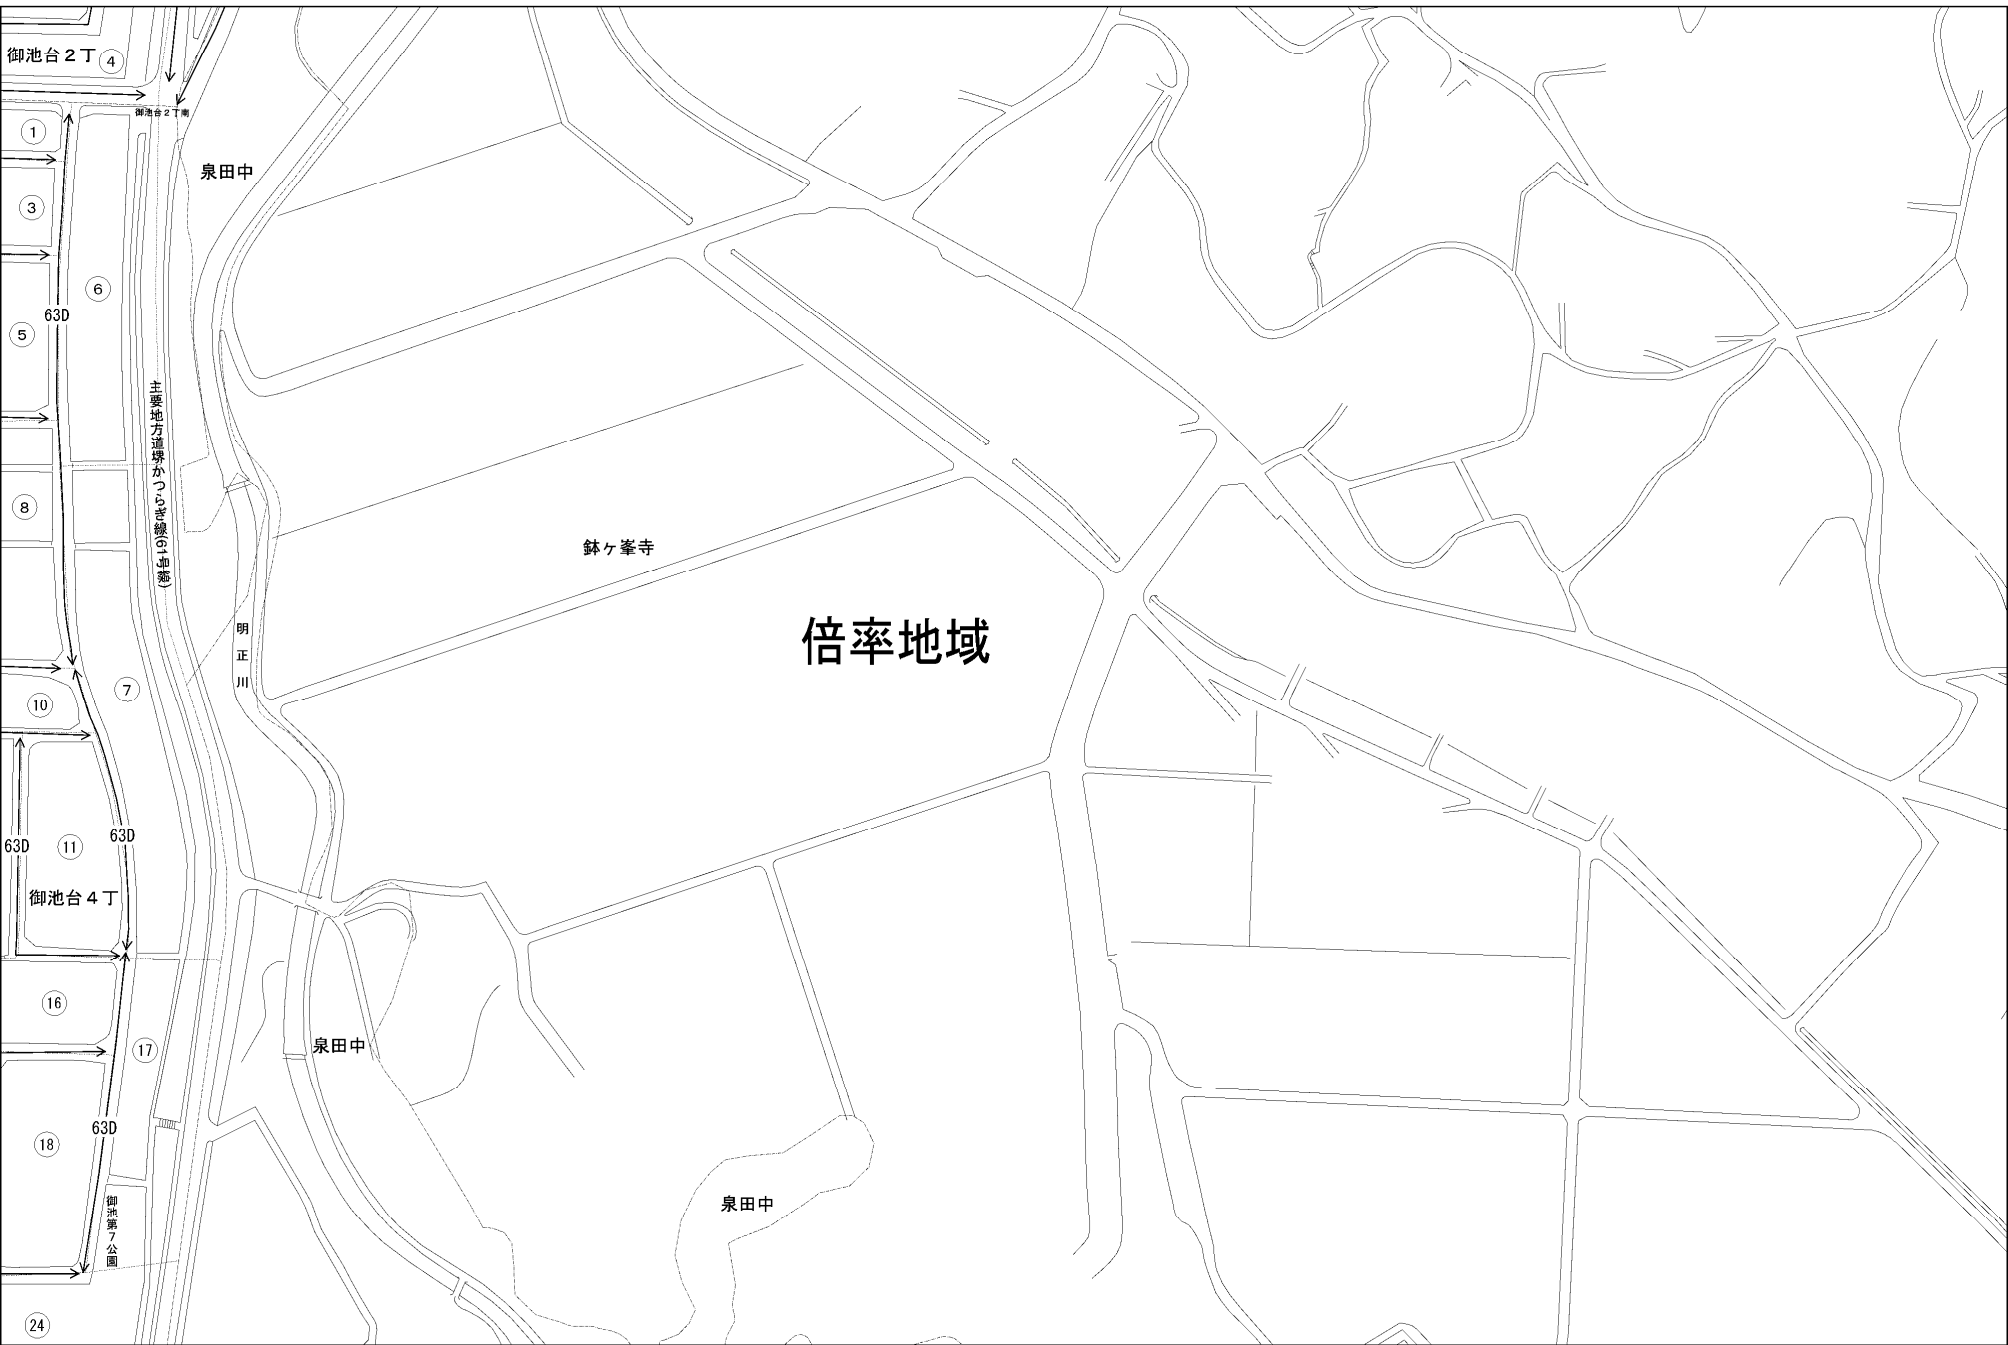 御池台２丁
4
御池台２丁南
1
泉田中
3
6
63D
5
主要地方道堺かつらぎ線(61号線)
8
鉢ヶ峯寺
明正川
倍率地域
7
10
63D
63D
11
御池台４丁
16
17
泉田中
63D
18
泉田中
御池第７公園
24